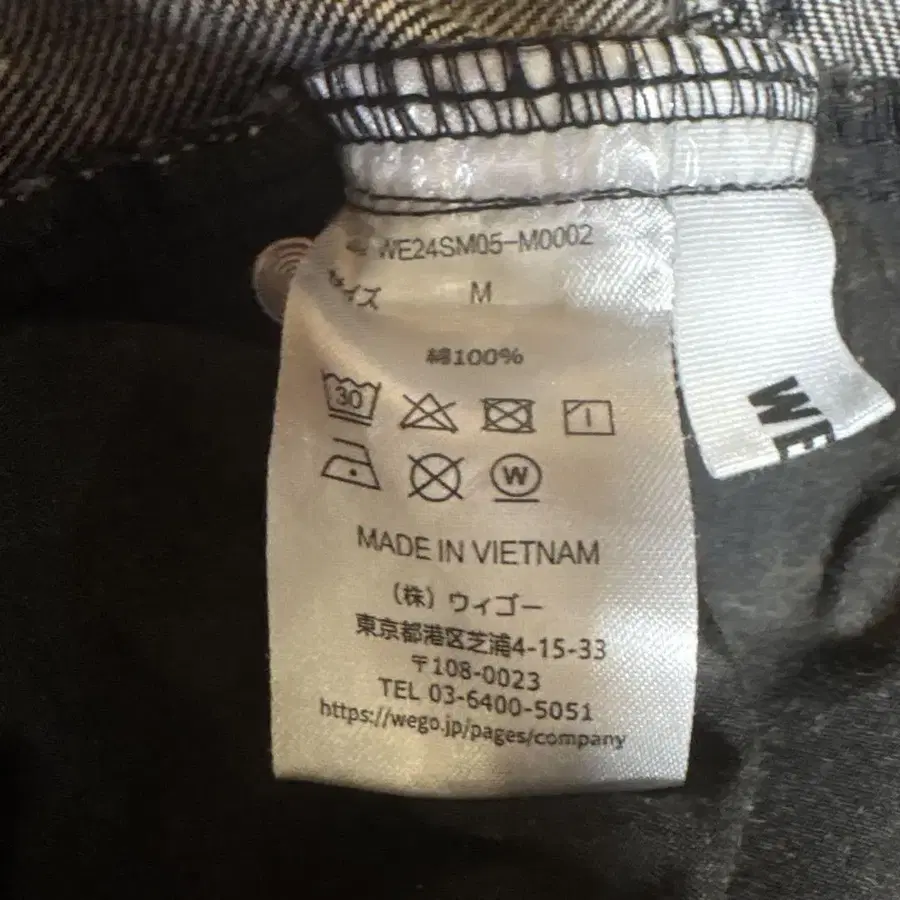 WE24SM05-M0002
サイズ M
綿100%
30
W
MADE IN VIETNAM
(株) ウィゴー
東京都港区芝浦4-15-33
〒108-0023
TEL 03-6400-5051
https://wego.jp/pages/company
WE